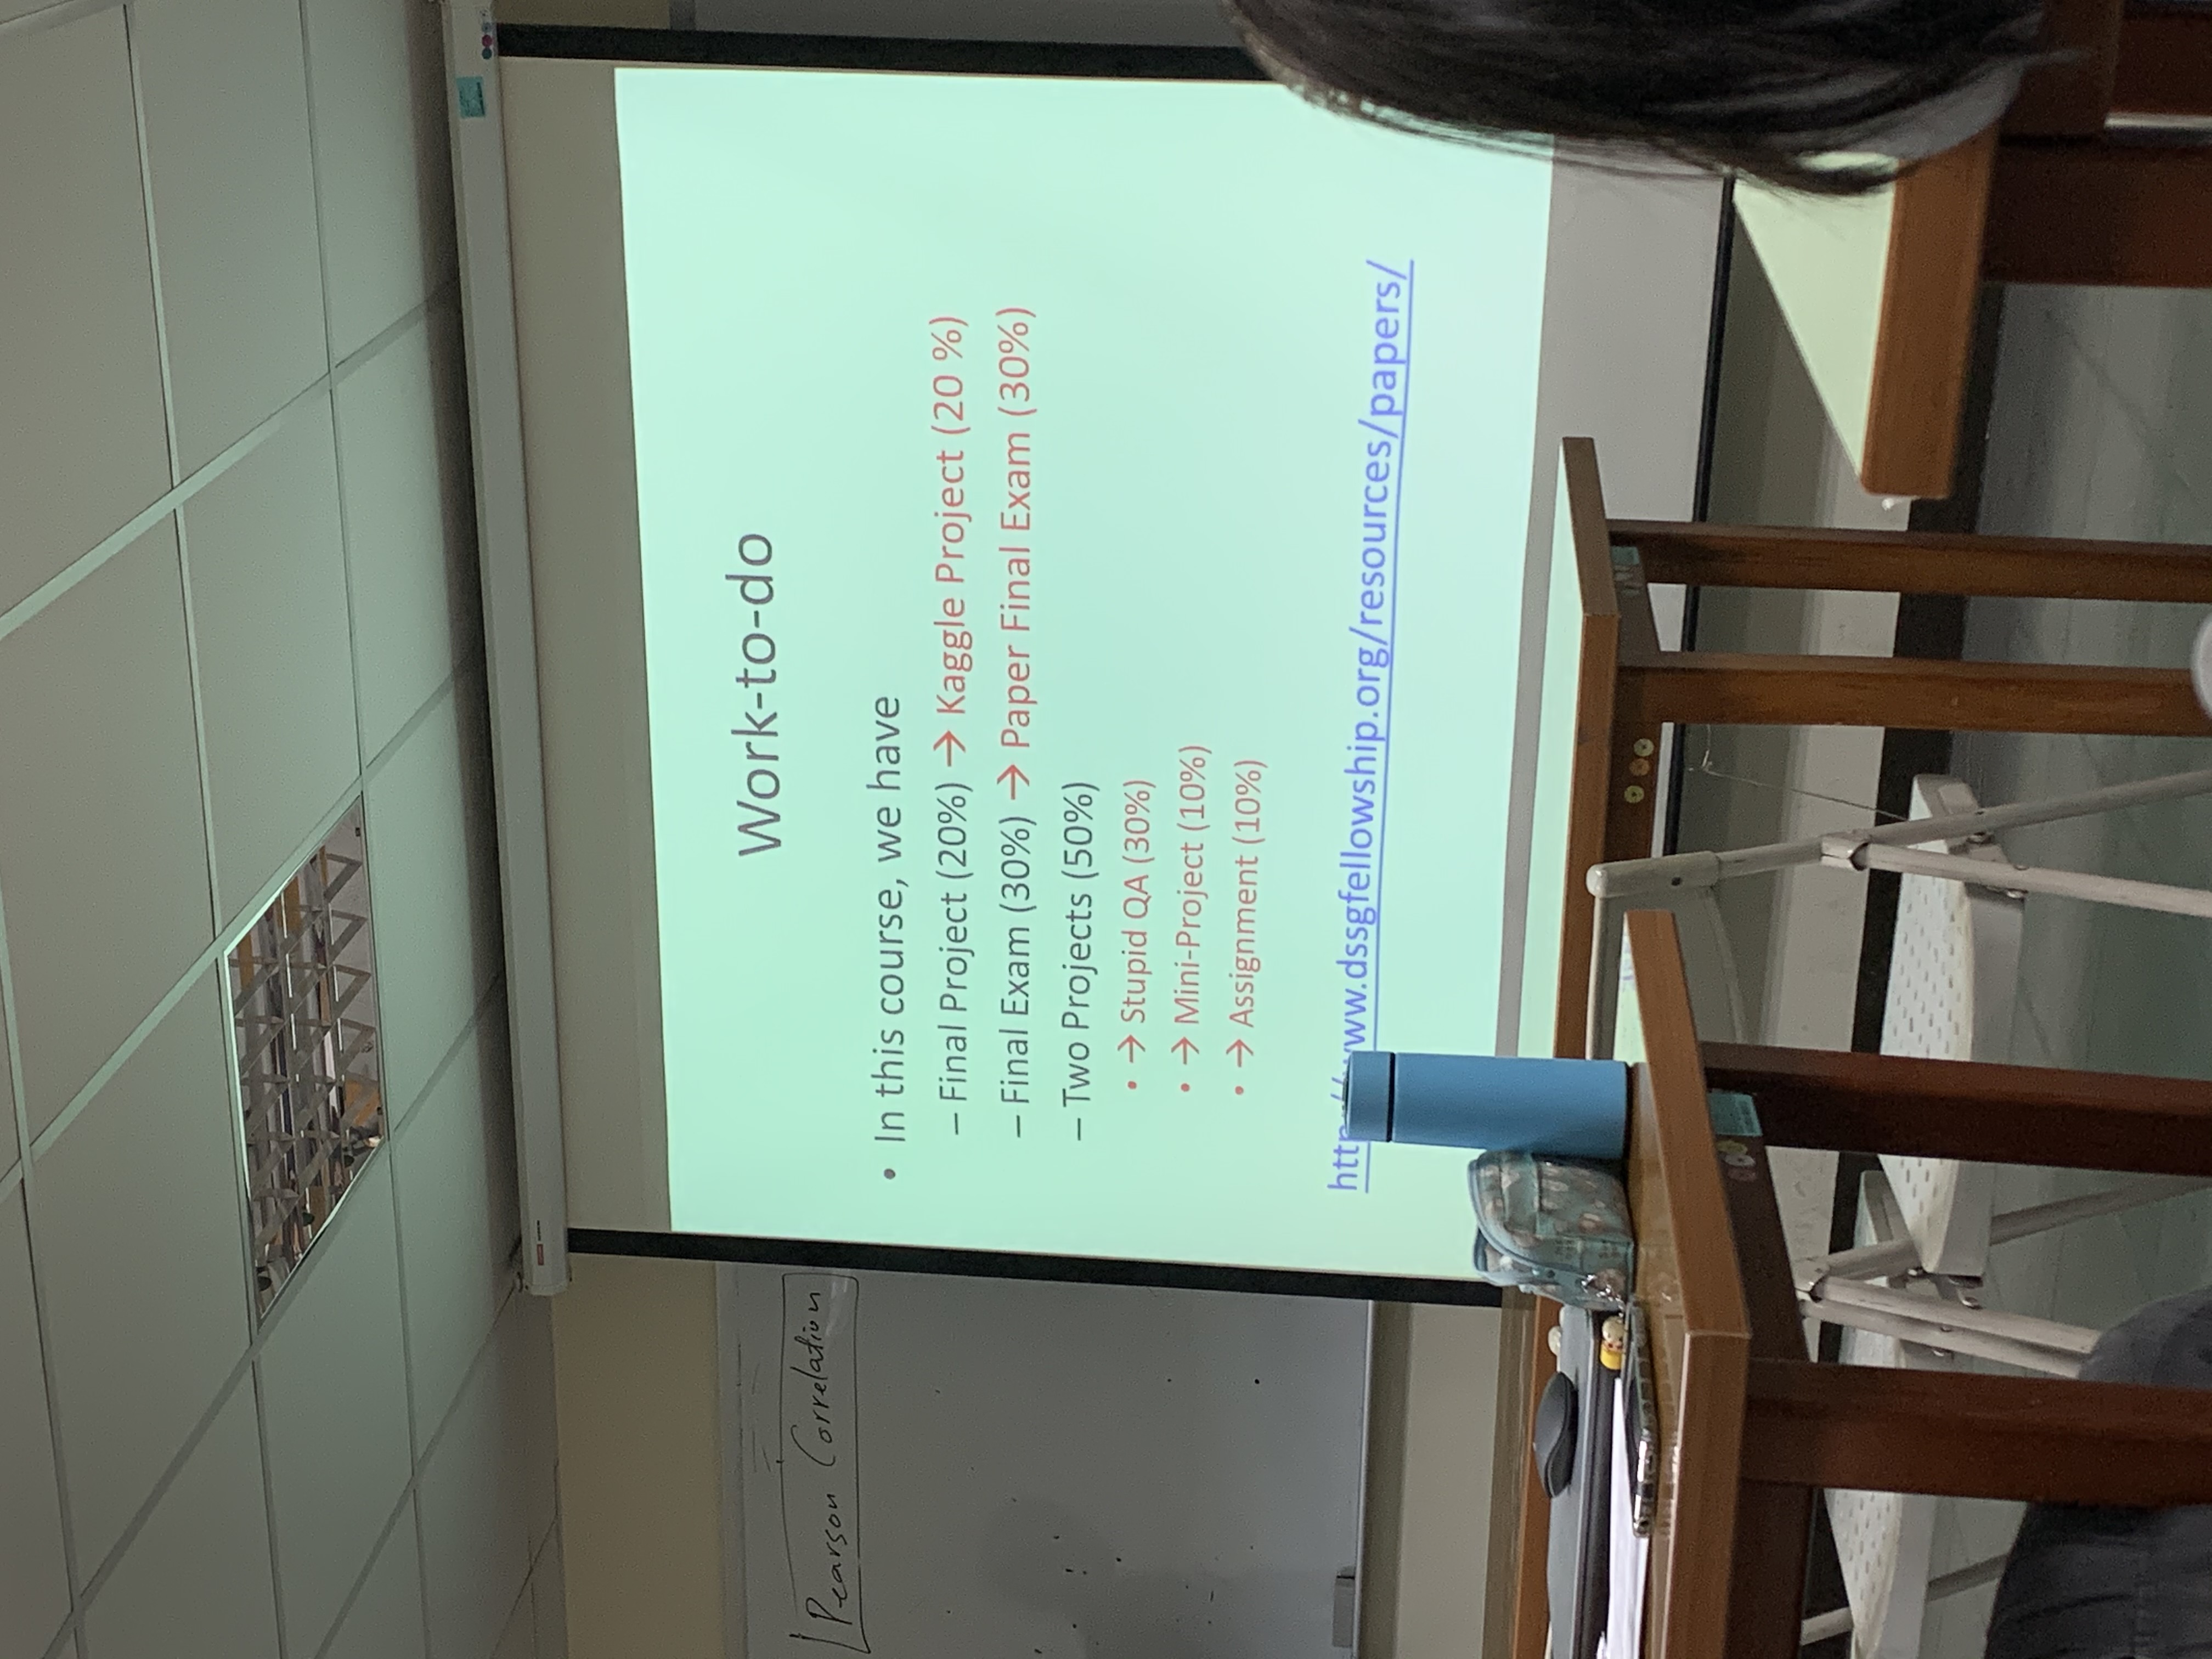 Pearson Correlation
Work-to-do
• In this course, we have
– Final Project (20%) → Kaggle Project (20 %)
– Final Exam (30%) → Paper Final Exam (30%)
– Two Projects (50%)
• → Stupid QA (30%)
• → Mini-Project (10%)
• → Assignment (10%)
http://www.dssgfellowship.org/resources/papers/